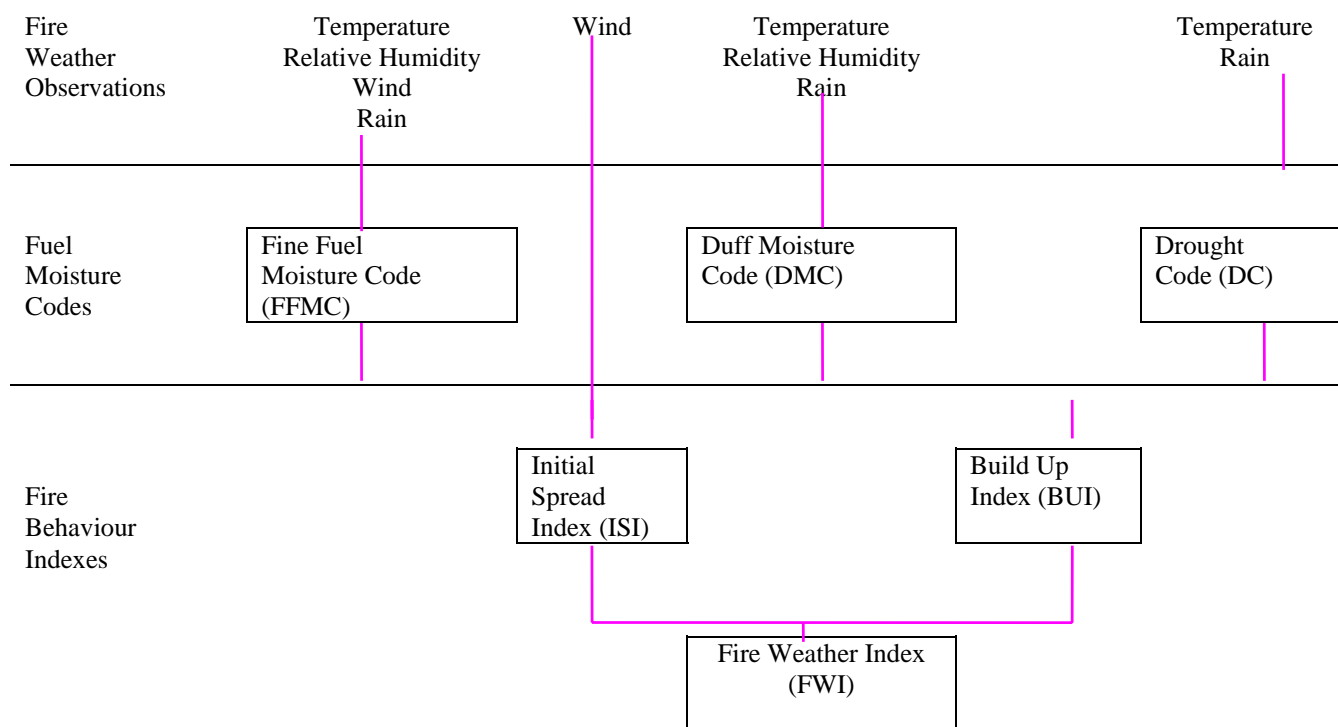 Fire
Weather
Observations
Temperature
Relative Humidity
Wind
Rain
Wind
Temperature
Relative Humidity
Rain
Temperature
Rain
Fuel
Moisture
Codes
Fine Fuel
Moisture Code
(FFMC)
Duff Moisture
Code (DMC)
Drought
Code (DC)
Fire
Behaviour
Indexes
Initial
Spread
Index (ISI)
Build Up
Index (BUI)
Fire Weather Index
(FWI)